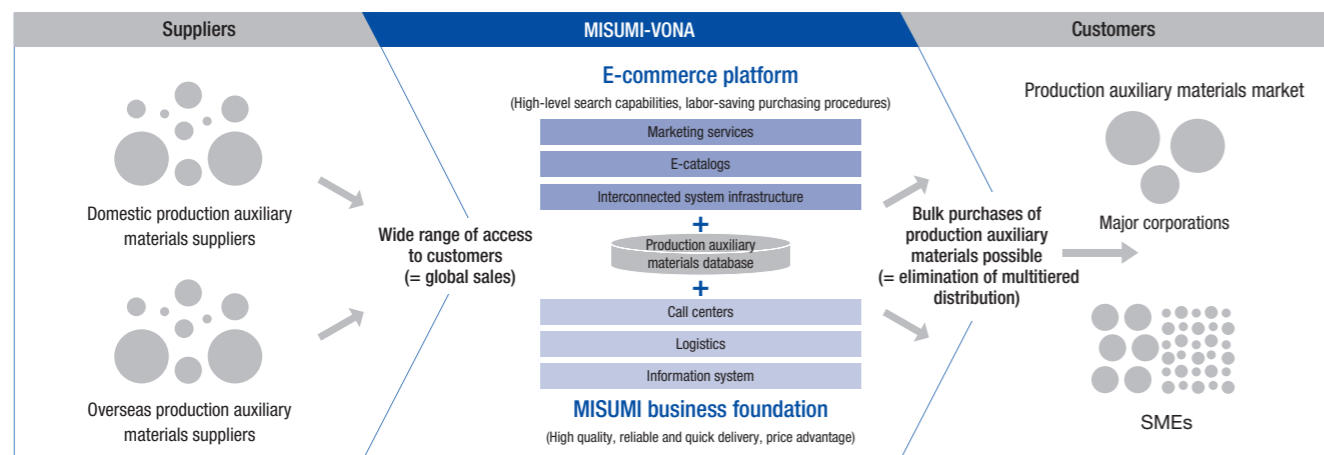 Suppliers
MISUMI-VONA
Customers
Domestic production auxiliary
materials suppliers
Overseas production auxiliary
materials suppliers
Wide range of access
to customers
(= global sales)
E-commerce platform
(High-level search capabilities, labor-saving purchasing procedures)
Marketing services
E-catalogs
Interconnected system infrastructure
+
Production auxiliary
materials database
+
Call centers
Logistics
Information system
MISUMI business foundation
(High quality, reliable and quick delivery, price advantage)
Bulk purchases of
production auxiliary
materials possible
(= elimination of multitiered
distribution)
Production auxiliary materials market
Major corporations
SMEs